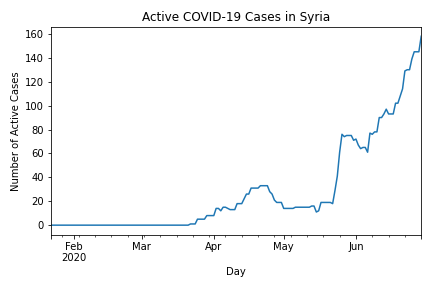 Active COVID-19 Cases in Syria
160
140
120
100
80
60
40
20
0
Number of Active Cases
Feb
2020
Mar
Apr
May
Jun
Day